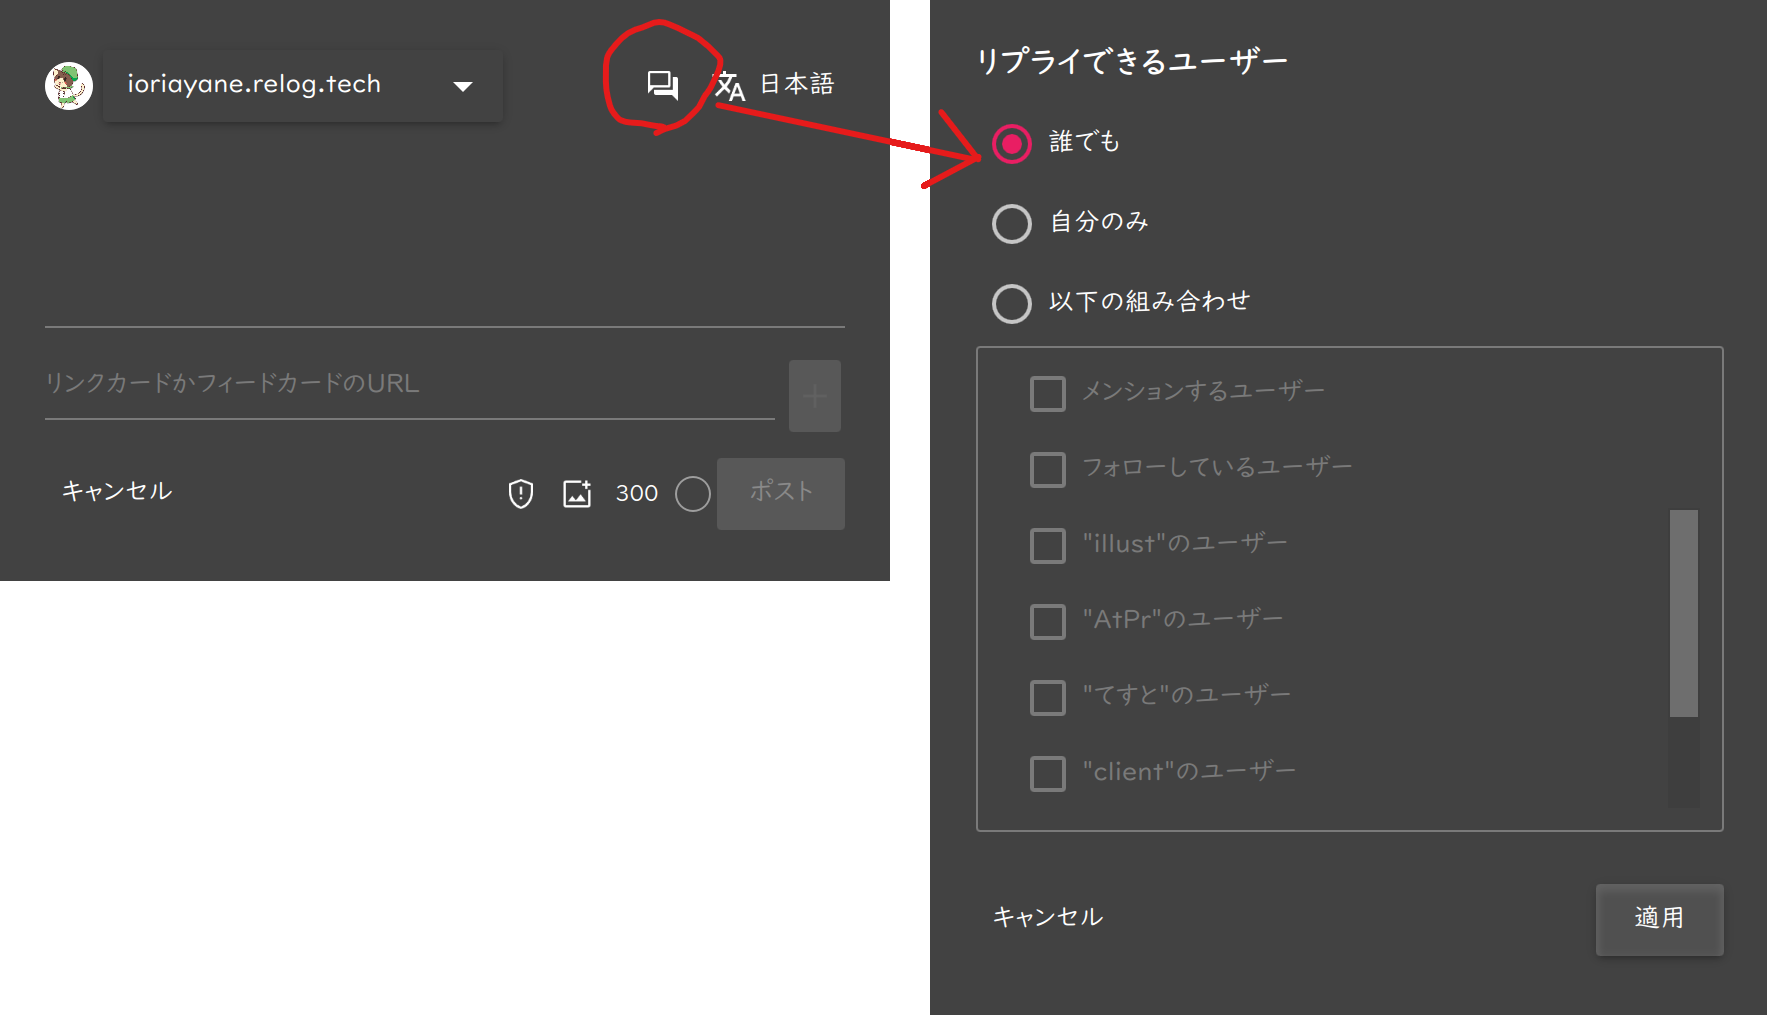 ioriayane.relog.tech
日本語
リンクカードかフィードカードのURL
キャンセル
300
ポスト
リプライできるユーザー
誰でも
自分のみ
以下の組み合わせ
メンションするユーザー
フォローしているユーザー
"illust"のユーザー
"AtPr"のユーザー
"てすと"のユーザー
"client"のユーザー
キャンセル
適用